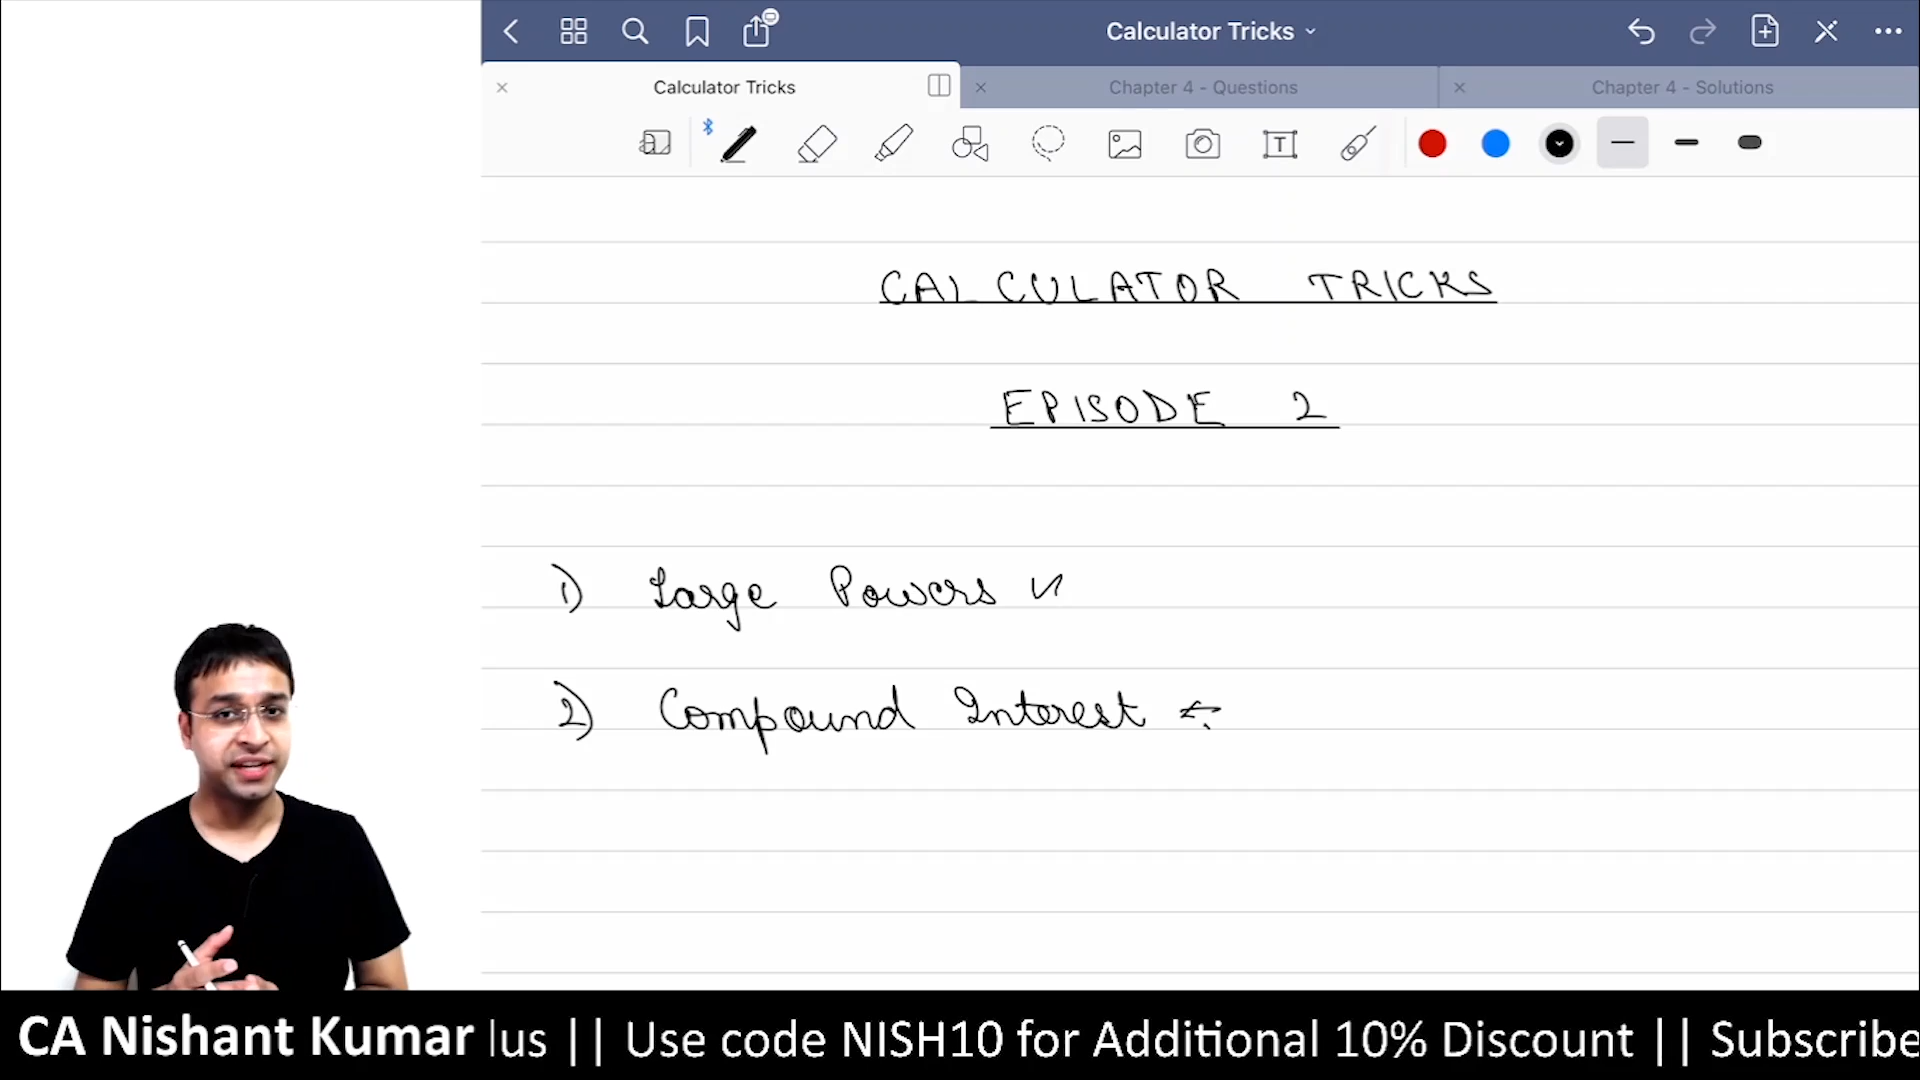 Calculator Tricks
Calculator Tricks
Chapter 4 - Questions
Chapter 4 - Solutions
CALCULATOR TRICKS
EPISODE 2
1) Large Powers
2) Compound Interest
CA Nishant Kumar lus || Use code NISH10 for Additional 10% Discount || Subscribe